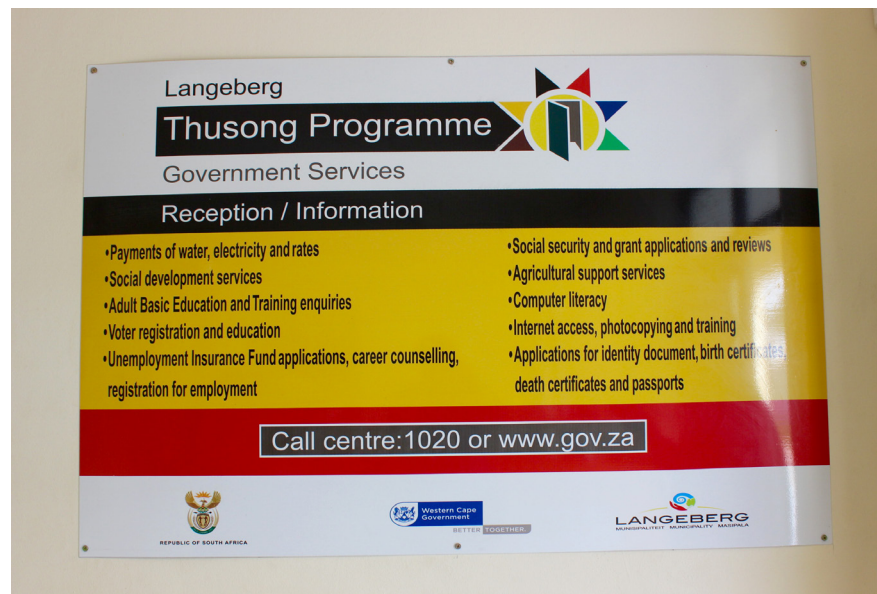 Langeberg
Thusong Programme
Government Services
Reception / Information
•Payments of water, electricity and rates
•Social development services
•Adult Basic Education and Training enquiries
•Voter registration and education
•Unemployment Insurance Fund applications, career counselling,
registration for employment
•Social security and grant applications and reviews
•Agricultural support services
•Computer literacy
•Internet access, photocopying and training
•Applications for identity document, birth certificates,
death certificates and passports
Call centre:1020 or www.gov.za
REPUBLIC OF SOUTH AFRICA
Western Cape
Government
BETTER TOGETHER.
LANGEBERG
MUNISIPALITEIT MUNICIPALITY MASIPALA